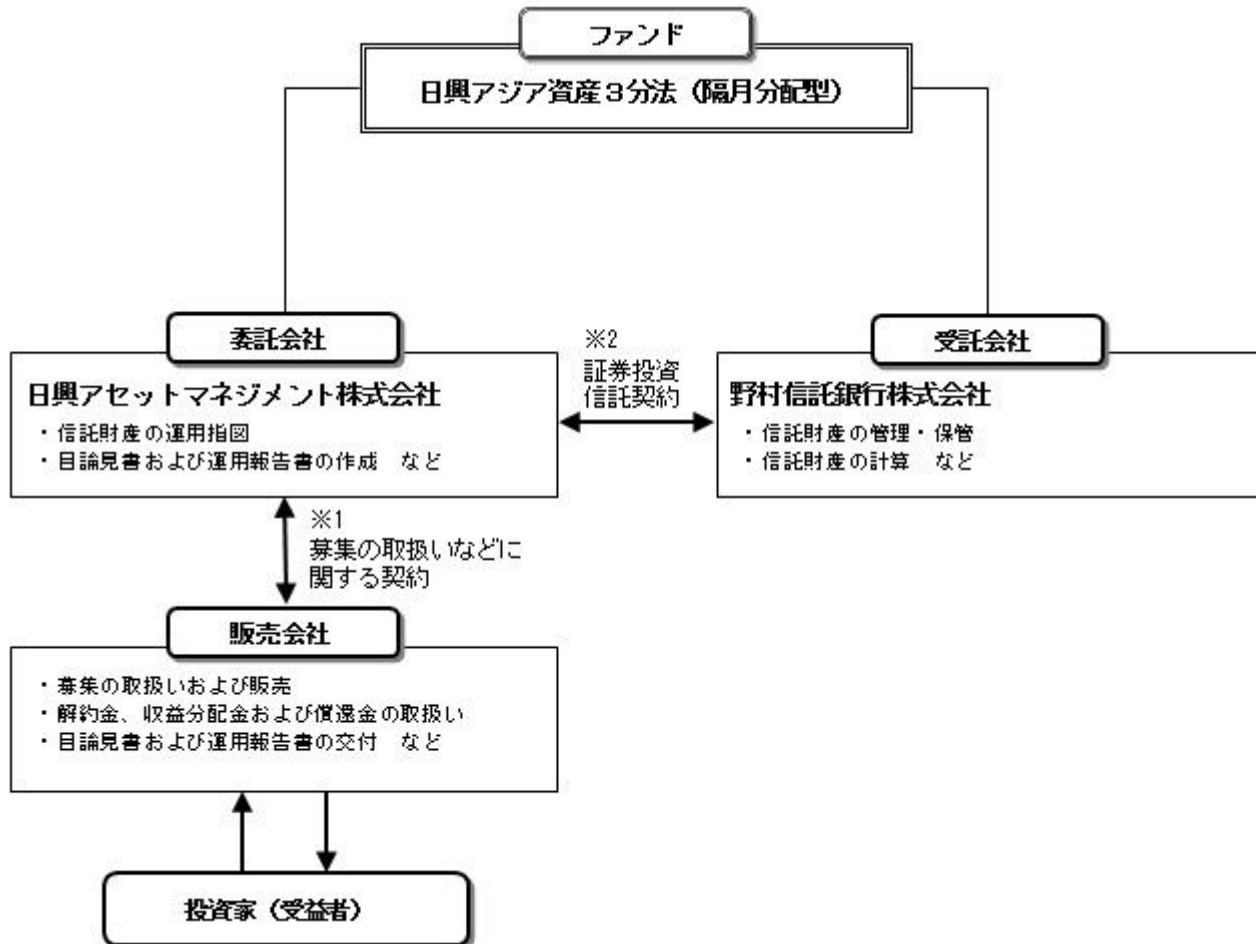 ファンド
日興アジア資産3分法（隔月分配型）
委託会社
日興アセットマネジメント株式会社
・信託財産の運用指図
・目論見書および運用報告書の作成　など
※2
証券投資
信託契約
受託会社
野村信託銀行株式会社
・信託財産の管理・保管
・信託財産の計算　など
※1
募集の取扱いなどに
関する契約
販売会社
・募集の取扱いおよび販売
・解約金、収益分配金および償還金の取扱い
・目論見書および運用報告書の交付　など
投資家（受益者）